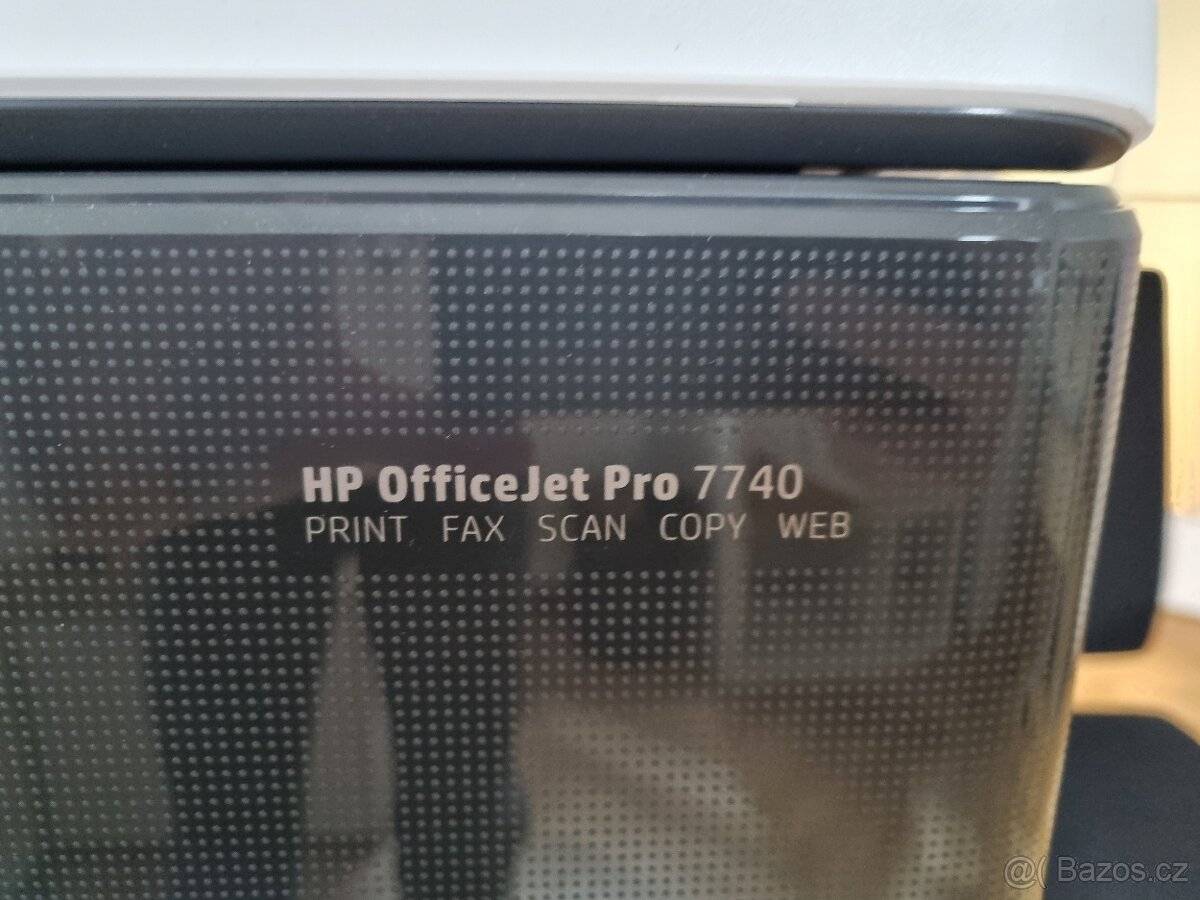 HP OfficeJet Pro 7740
PRINT FAX SCAN COPY WEB
@( Bazos.cz